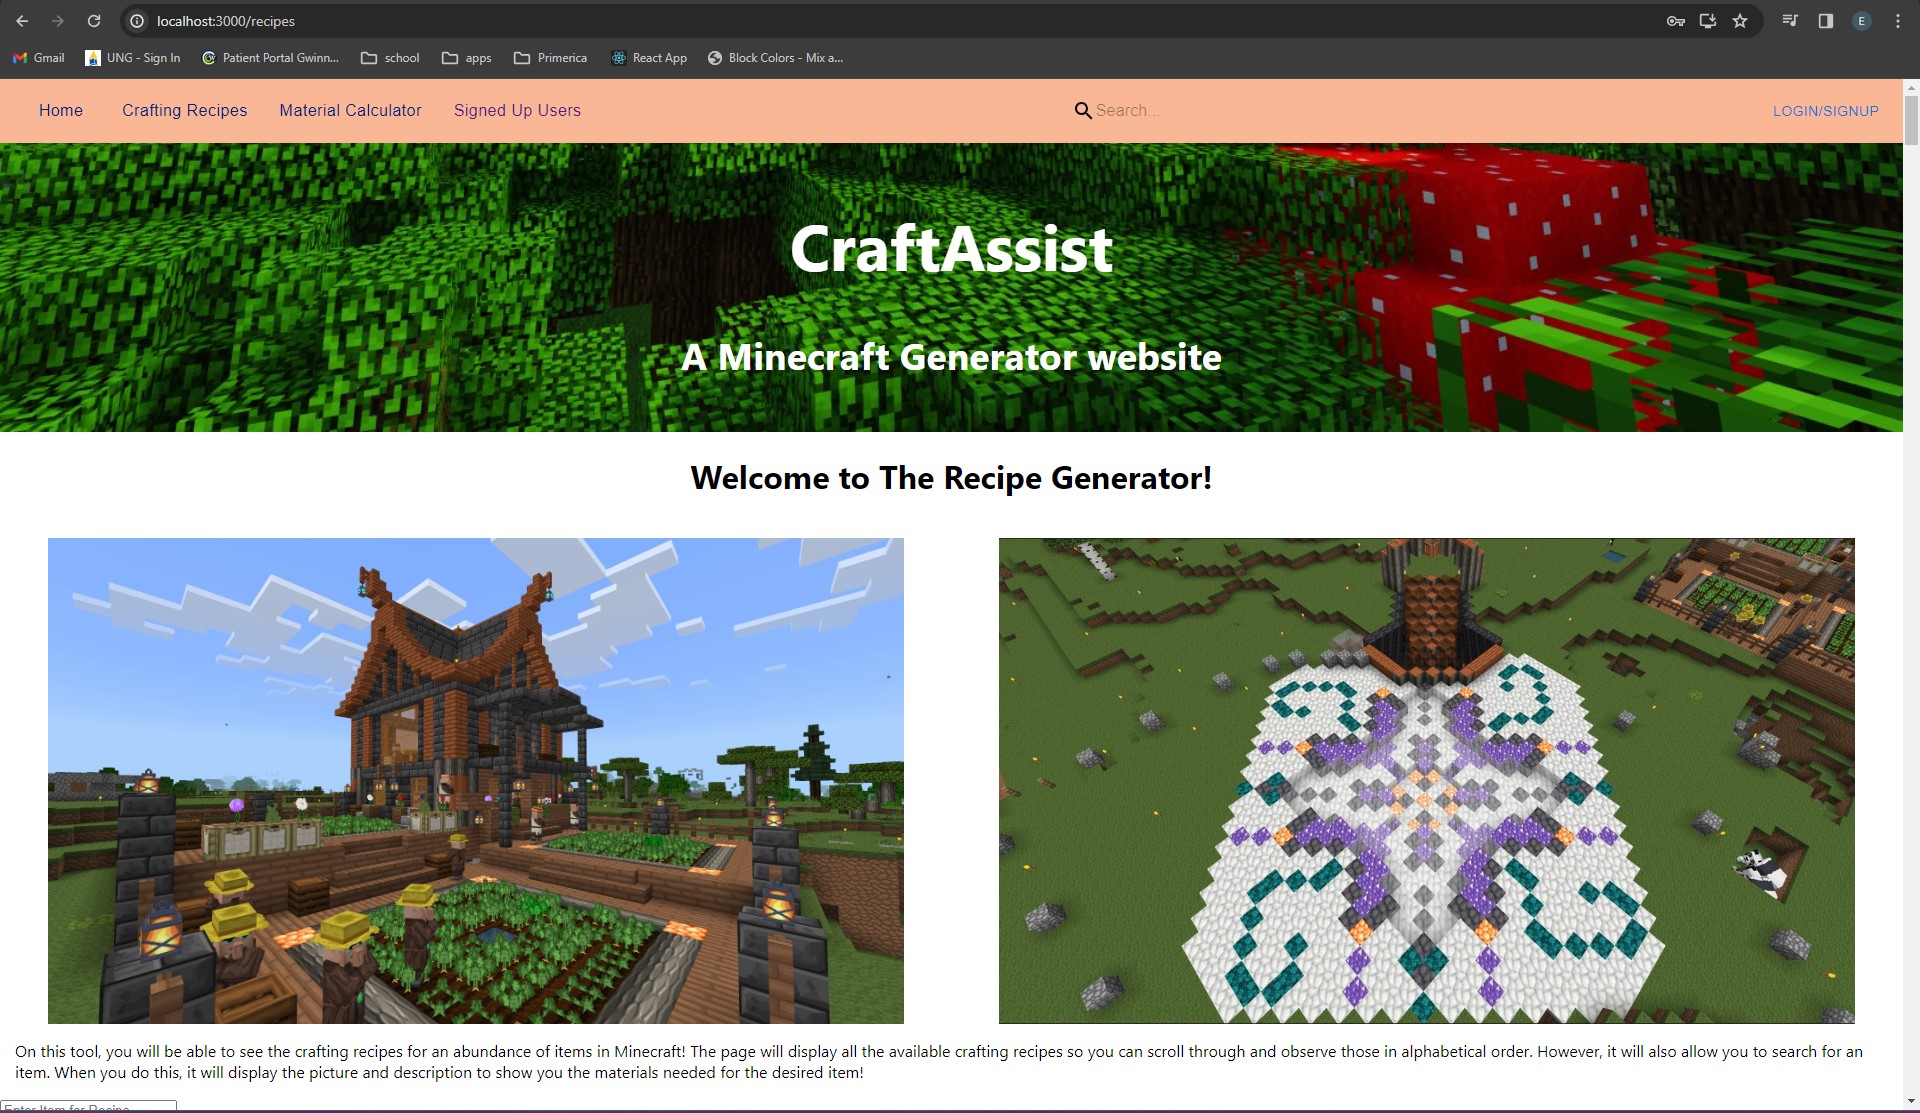 localhost:3000/recipes
E
Gmail
UNG - Sign In
Patient Portal Gwinn...
school
apps
Primerica
React App
Block Colors - Mix a...
Home
Crafting Recipes
Material Calculator
Signed Up Users
Search...
LOGIN/SIGNUP
CraftAssist
A Minecraft Generator website
Welcome to The Recipe Generator!
On this tool, you will be able to see the crafting recipes for an abundance of items in Minecraft! The page will display all the available crafting recipes so you can scroll through and observe those in alphabetical order. However, it will also allow you to search for an
item. When you do this, it will display the picture and description to show you the materials needed for the desired item!
Enter Item for Recipe